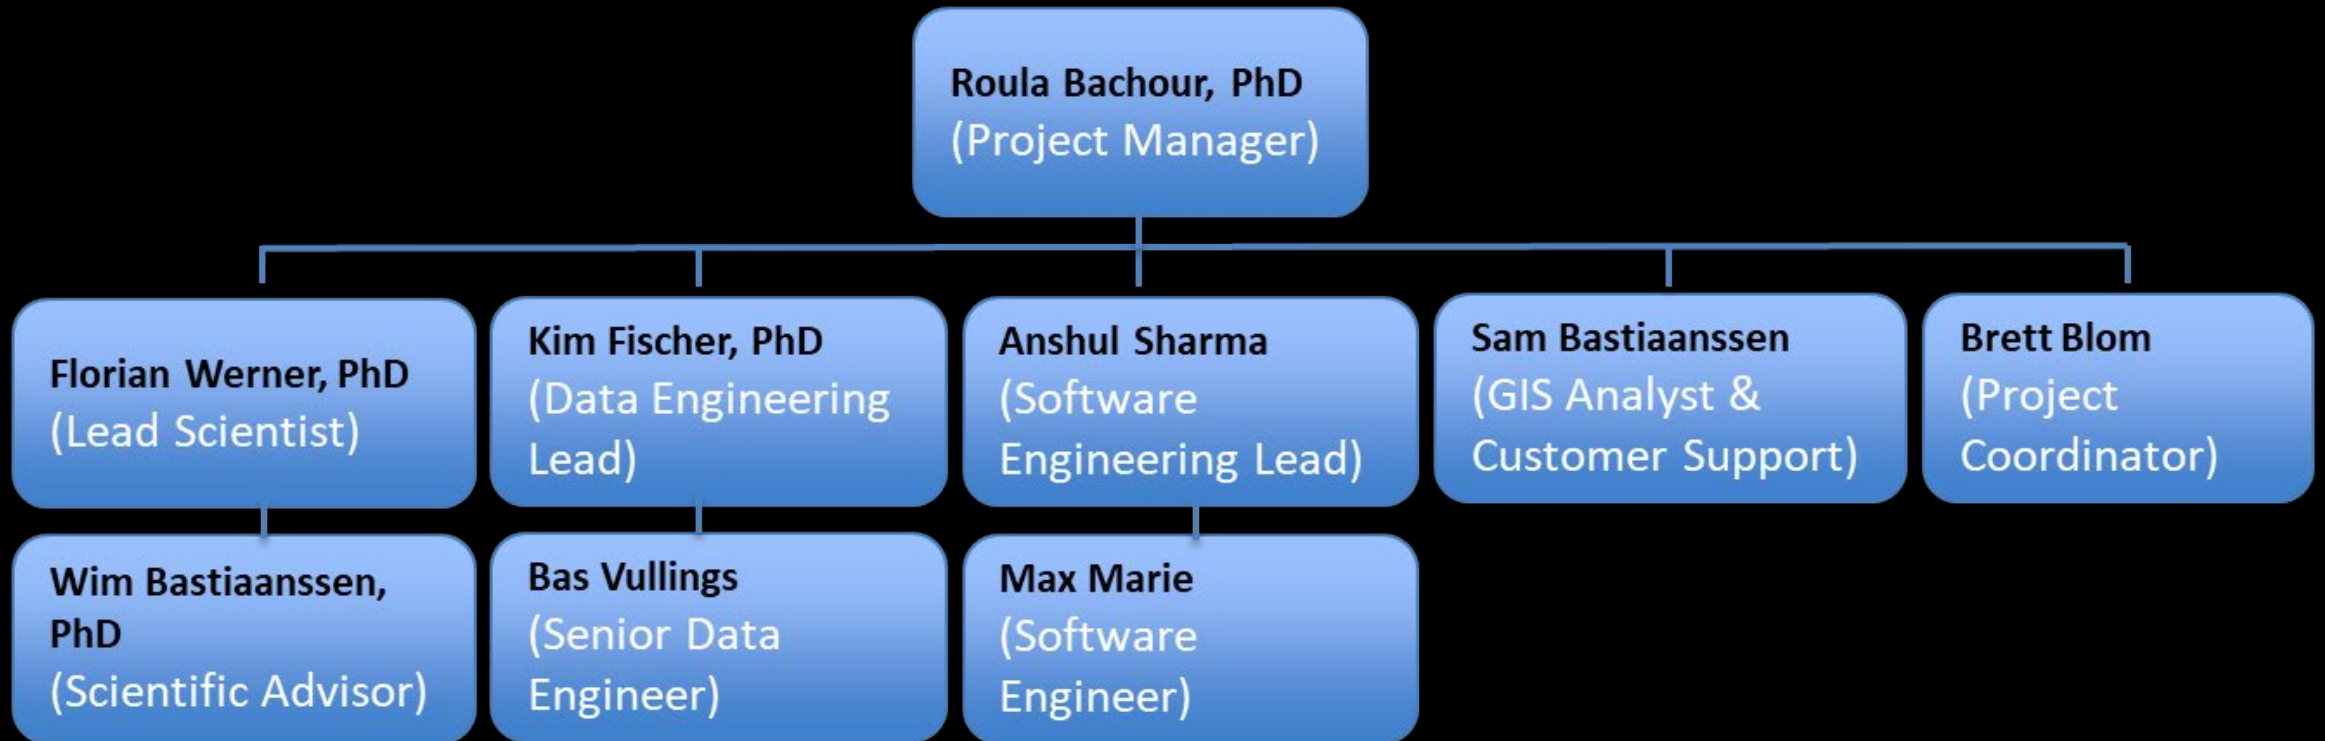 Roula Bachour, PhD
(Project Manager)
Florian Werner, PhD
(Lead Scientist)
Kim Fischer, PhD
(Data Engineering
Lead)
Anshul Sharma
(Software
Engineering Lead)
Sam Bastiaanssen
(GIS Analyst &
Customer Support)
Brett Blom
(Project
Coordinator)
Wim Bastiaanssen,
PhD
(Scientific Advisor)
Bas Vullings
(Senior Data
Engineer)
Max Marie
(Software
Engineer)